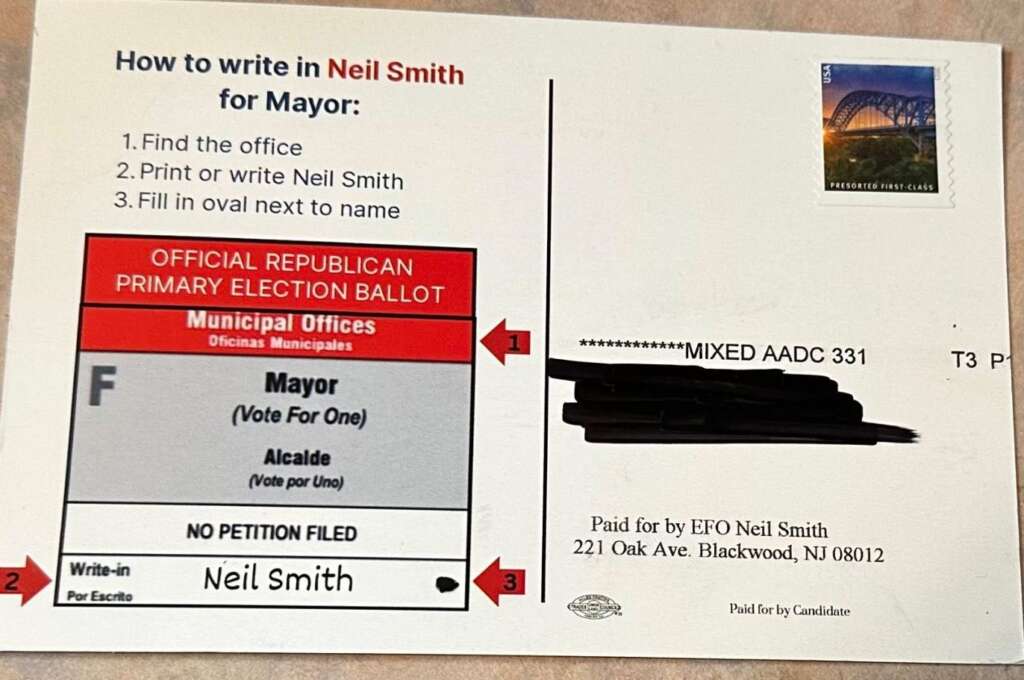 How to write in Neil Smith
for Mayor:
1. Find the office
2. Print or write Neil Smith
3. Fill in oval next to name
OFFICIAL REPUBLICAN
PRIMARY ELECTION BALLOT
Municipal Offices
Oficinas Municipales
1
F
Mayor
(Vote For One)
Alcalde
(Vote por Uno)
NO PETITION FILED
2
Write-in
Por Escrito
Neil Smith
3
USA
PRESORTED FIRST-CLASS
************MIXED AADC 331
T3 P1
Paid for by EFO Neil Smith
221 Oak Ave. Blackwood, NJ 08012
Paid for by Candidate